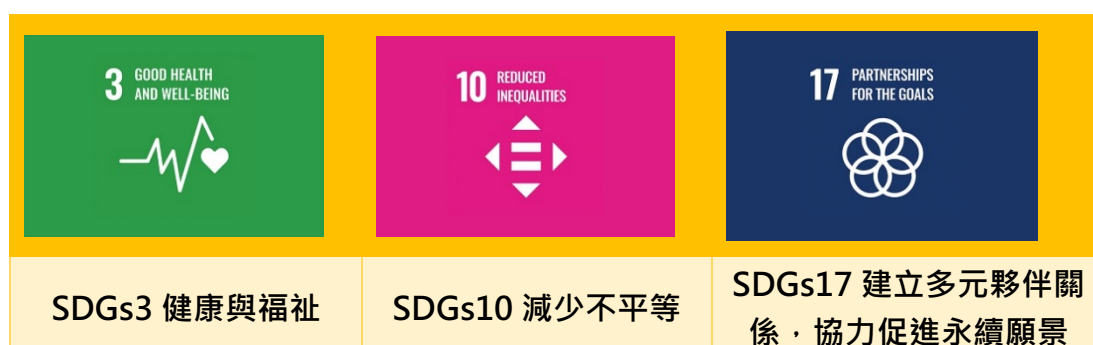 3 GOOD HEALTH
AND WELL-BEING
10 REDUCED
INEQUALITIES
17 PARTNERSHIPS
FOR THE GOALS
SDGs3 健康與福祉
SDGs10 減少不平等
SDGs17 建立多元夥伴關
係，協力促進永續願景